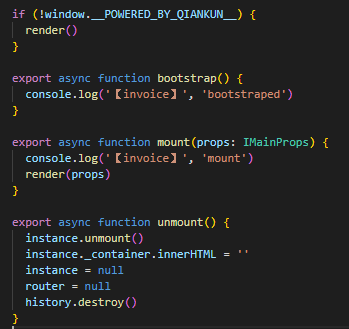 if (!window.__POWERED_BY_QIANKUN__) {
  render()
}

export async function bootstrap() {
  console.log('【invoice】', 'bootstraped')
}

export async function mount(props: IMainProps) {
  console.log('【invoice】', 'mount')
  render(props)
}

export async function unmount() {
  instance.unmount()
  instance._container.innerHTML = ''
  instance = null
  router = null
  history.destroy()
}